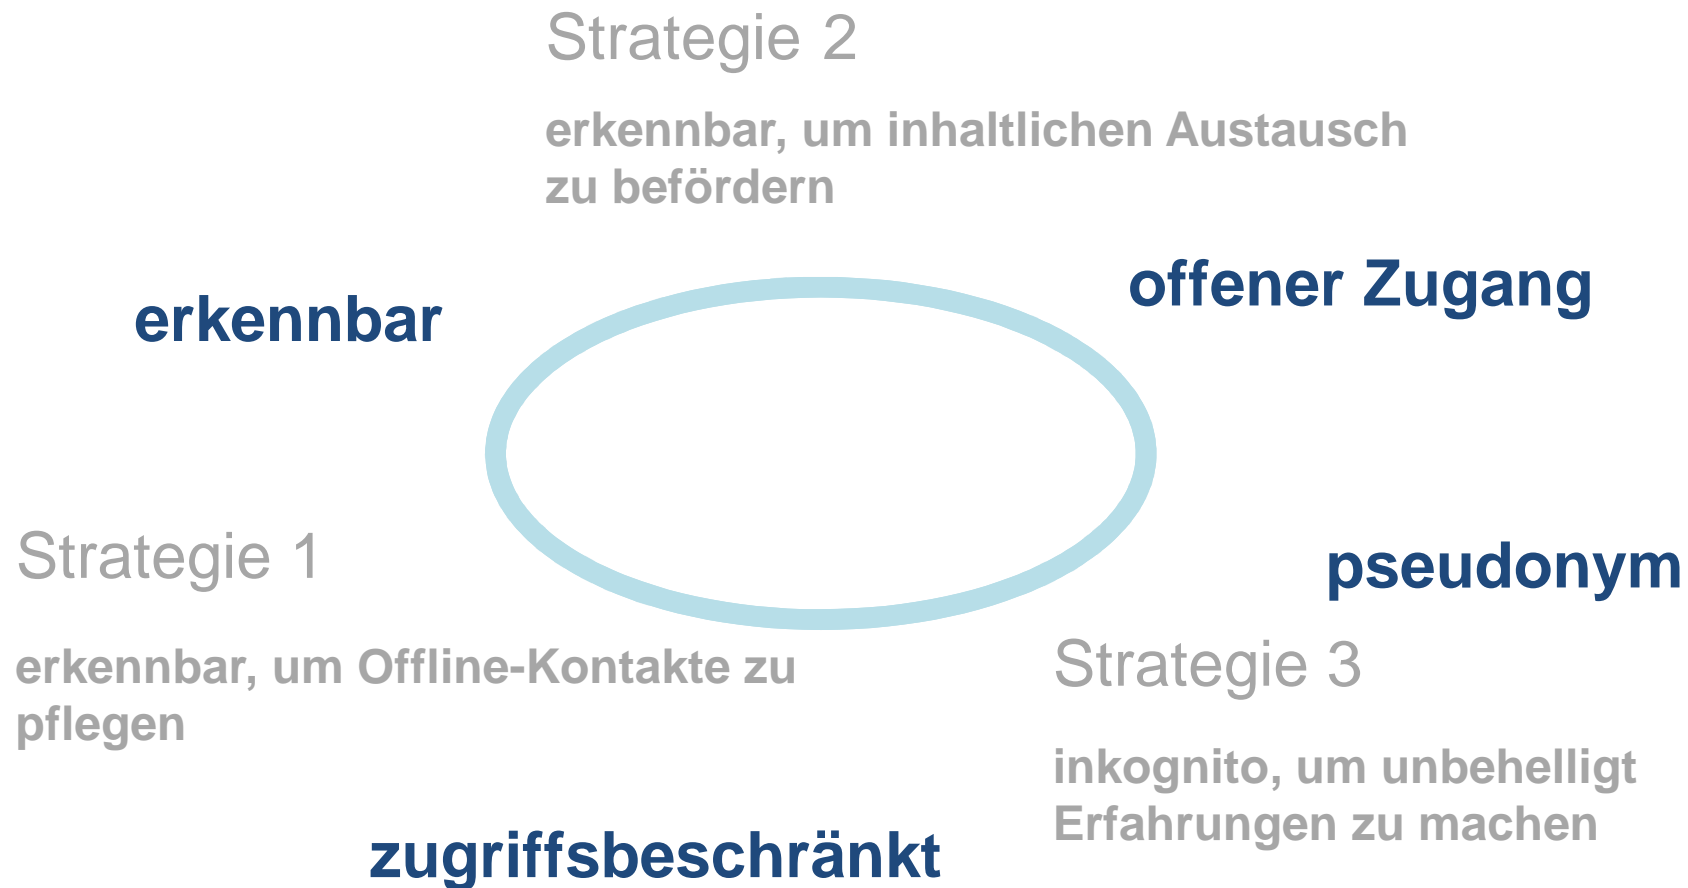 Strategie 2
erkennbar, um inhaltlichen Austausch
zu befördern
offener Zugang
erkennbar
Strategie 1
erkennbar, um Offline-Kontakte zu
pflegen
pseudonym
Strategie 3
inkognito, um unbehelligt
Erfahrungen zu machen
zugriffsbeschränkt